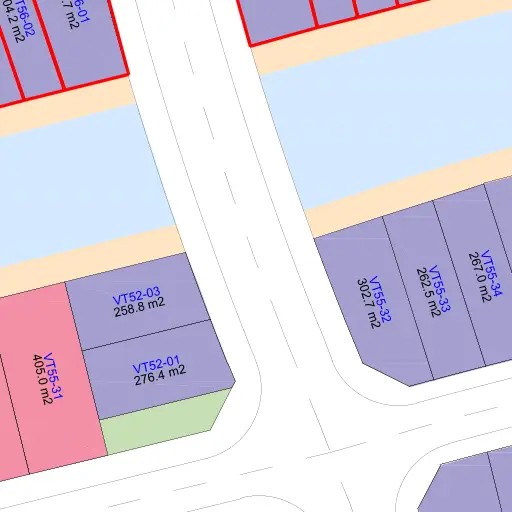 VT56-02
04.2 m2
6-01
.7 m2
VT52-03
258.8 m2
VT52-01
276.4 m2
VT55-31
405.0 m2
VT55-32
302.7 m2
VT55-33
262.5 m2
VT55-34
267.0 m2